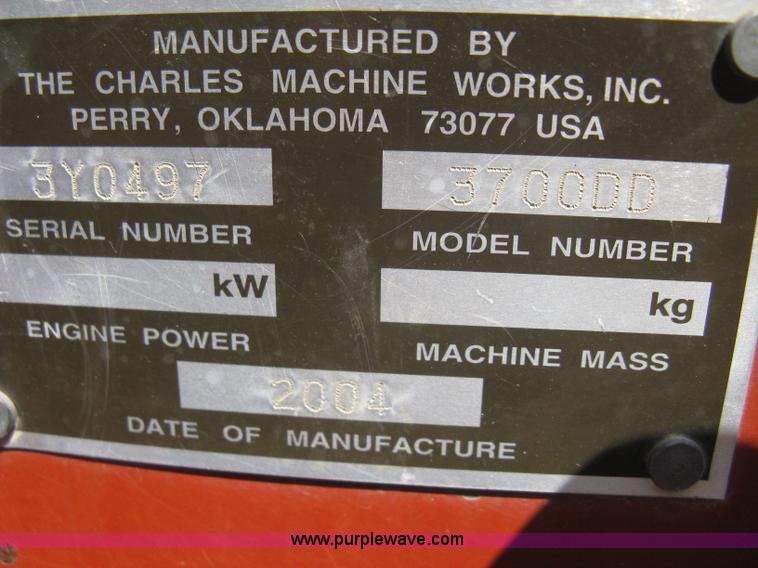 MANUFACTURED BY
THE CHARLES MACHINE WORKS, INC.
PERRY, OKLAHOMA 73077 USA
3Y0497 3700DD
SERIAL NUMBER MODEL NUMBER
kW kg
ENGINE POWER MACHINE MASS
2004
DATE OF MANUFACTURE
www.purplewave.com